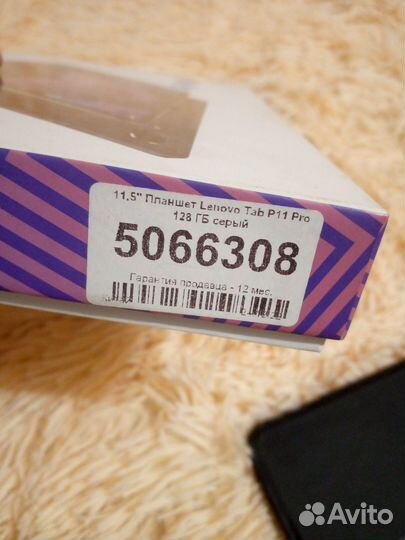 11.5" Планшет Lenovo Tab P11 Pro
128 ГБ серый
5066308
Гарантия продавца - 12 мес.
Avito